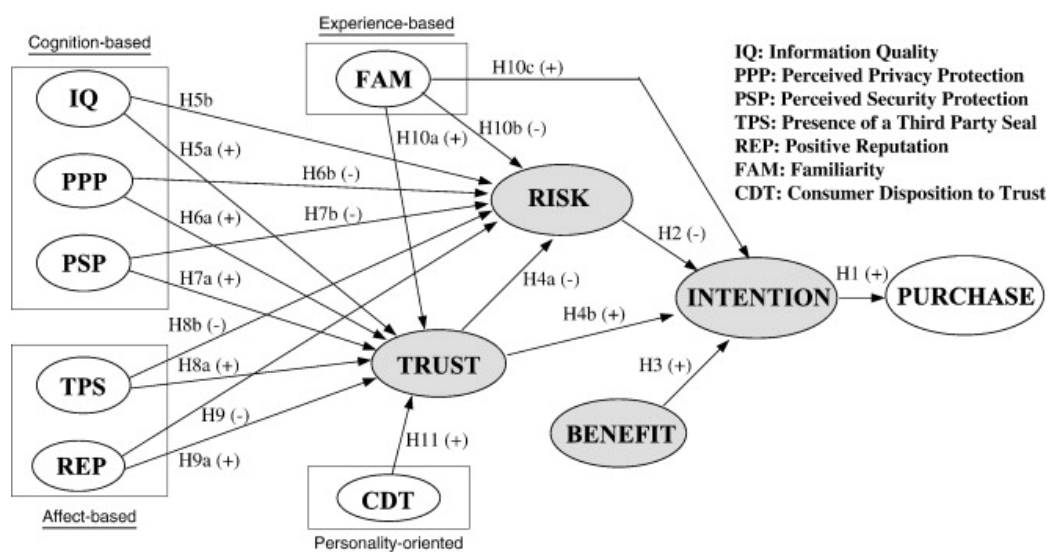 Cognition-based
Experience-based
IQ
PPP
PSP
FAM
H5b
H5a (+)
H6b (-)
H6a (+)
H7b (-)
H7a (+)
H10a (+)
H10b (-)
H10c (+)
RISK
IQ: Information Quality
PPP: Perceived Privacy Protection
PSP: Perceived Security Protection
TPS: Presence of a Third Party Seal
REP: Positive Reputation
FAM: Familiarity
CDT: Consumer Disposition to Trust
H2 (-)
H4a (-)
H4b (+)
INTENTION
H1 (+)
PURCHASE
H8b (-)
H8a (+)
TPS
TRUST
H3 (+)
BENEFIT
H9 (-)
H9a (+)
REP
H11 (+)
CDT
Affect-based
Personality-oriented